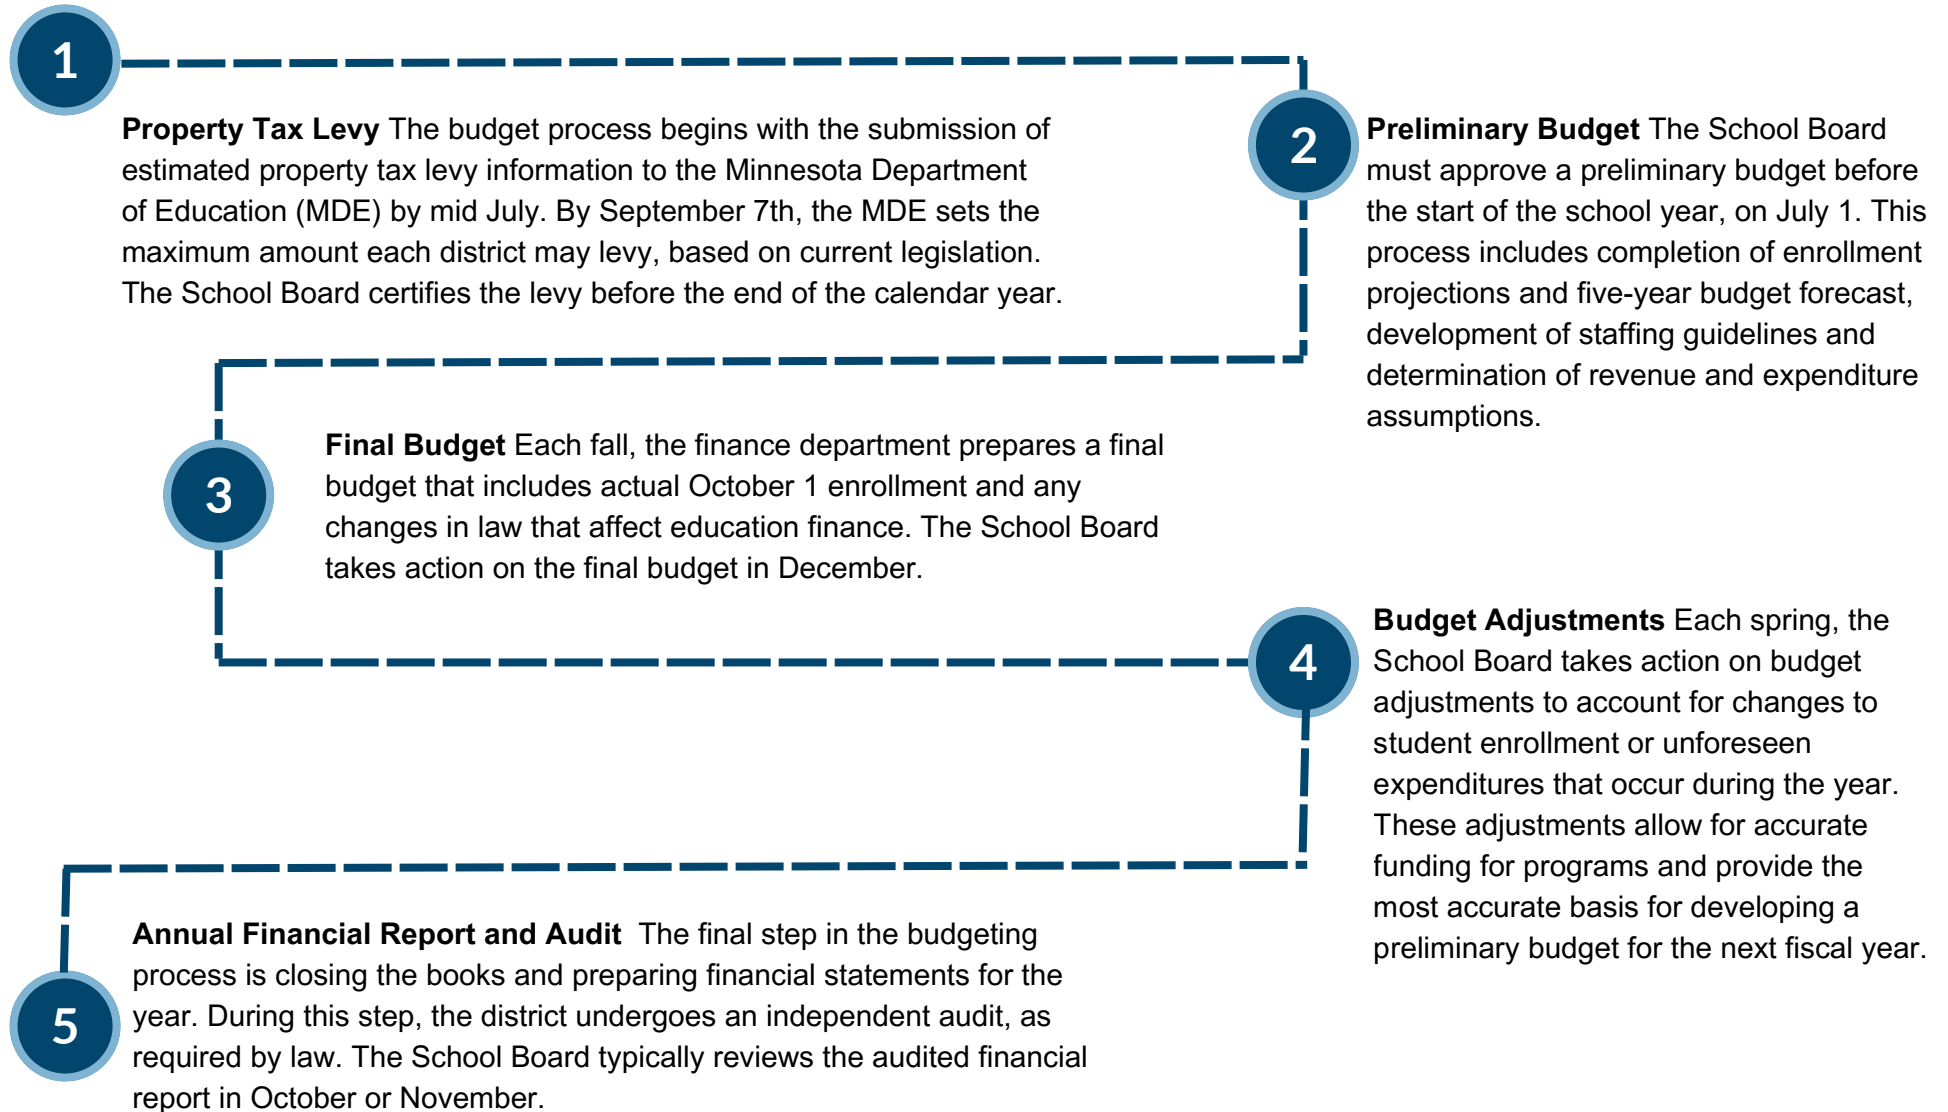 1
Property Tax Levy The budget process begins with the submission of
estimated property tax levy information to the Minnesota Department
of Education (MDE) by mid July. By September 7th, the MDE sets the
maximum amount each district may levy, based on current legislation.
The School Board certifies the levy before the end of the calendar year.
2
Preliminary Budget The School Board
must approve a preliminary budget before
the start of the school year, on July 1. This
process includes completion of enrollment
projections and five-year budget forecast,
development of staffing guidelines and
determination of revenue and expenditure
assumptions.
3
Final Budget Each fall, the finance department prepares a final
budget that includes actual October 1 enrollment and any
changes in law that affect education finance. The School Board
takes action on the final budget in December.
4
Budget Adjustments Each spring, the
School Board takes action on budget
adjustments to account for changes to
student enrollment or unforeseen
expenditures that occur during the year.
These adjustments allow for accurate
funding for programs and provide the
most accurate basis for developing a
preliminary budget for the next fiscal year.
5
Annual Financial Report and Audit The final step in the budgeting
process is closing the books and preparing financial statements for the
year. During this step, the district undergoes an independent audit, as
required by law. The School Board typically reviews the audited financial
report in October or November.